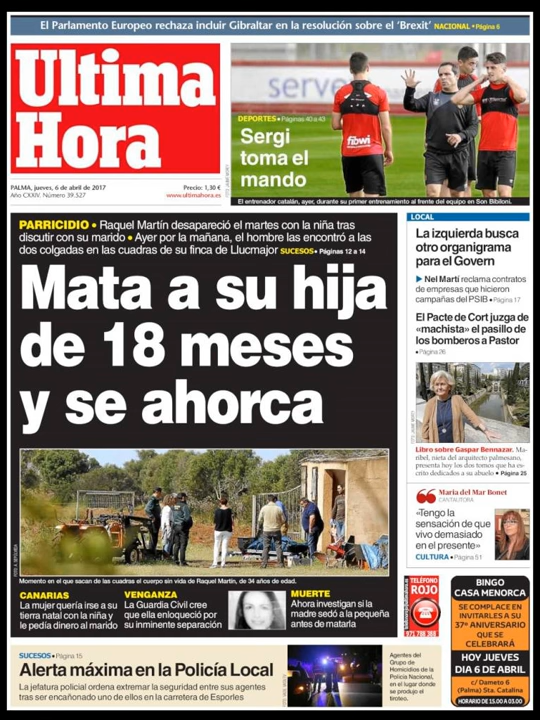 El Parlamento Europeo rechaza incluir Gibraltar en la resolución sobre el ‘Brexit’ NACIONAL • Página 6
Ultima
Hora
PALMA, jueves, 6 de abril de 2017
Precio: 1,30 €
Año CXXIV. Número 39.527
www.ultimahora.es
serve
fibwi
DEPORTES • Páginas 40 a 43
Sergi
toma el
mando
El entrenador catalán, ayer, durante su primer entrenamiento al frente del equipo en Son Bibiloni.
PARRICIDIO • Raquel Martín desapareció el martes con la niña tras
discutir con su marido • Ayer por la mañana, el hombre las encontró a las
dos colgadas en las cuadras de su finca de Llucmajor SUCESOS • Páginas 12 a 14
Mata a su hija
de 18 meses
y se ahorca
Momento en el que sacan de las cuadras el cuerpo sin vida de Raquel Martín, de 34 años de edad.
CANARIAS
La mujer quería irse a su
tierra natal con la niña y
le pedía dinero al marido
VENGANZA
La Guardia Civil cree
que ella enloqueció por
su inminente separación
MUERTE
Ahora investigan si la
madre sedó a la pequeña
antes de matarla
LOCAL
La izquierda busca
otro organigrama
para el Govern
Nel Martí reclama contratos
de empresas que hicieron
campañas del PSIB • Página 17
El Pacte de Cort juzga de
«machista» el pasillo de
los bomberos a Pastor
• Página 26
Libro sobre Gaspar Bennazar. Maribel, nieta del arquitecto palmesano,
presenta hoy los dos tomos que ha escrito dedicados a su abuelo • Página 25
Maria del Mar Bonet
CANTAUTORA
«Tengo la
sensación de que
vivo demasiado
en el presente»
CULTURA • Página 51
SUCESOS • Página 15
Alerta máxima en la Policía Local
La jefatura policial ordena extremar la seguridad entre sus agentes
tras ser encañonado uno de ellos en la carretera de Esporles
Agentes del
Grupo de
Homicidios de la
Policía Nacional,
en el lugar donde
se produjo el
tiroteo.
TELÉFONO
ROJO
BINGO
CASA MENORCA
SE COMPLACE EN
INVITARLES A SU
37º ANIVERSARIO
QUE SE
CELEBRARÁ
HOY JUEVES
DIA 6 DE ABRIL
c/ Dameto 6
(Palma) Sta. Catalina
HORARIO DE 15.00 A 03.00